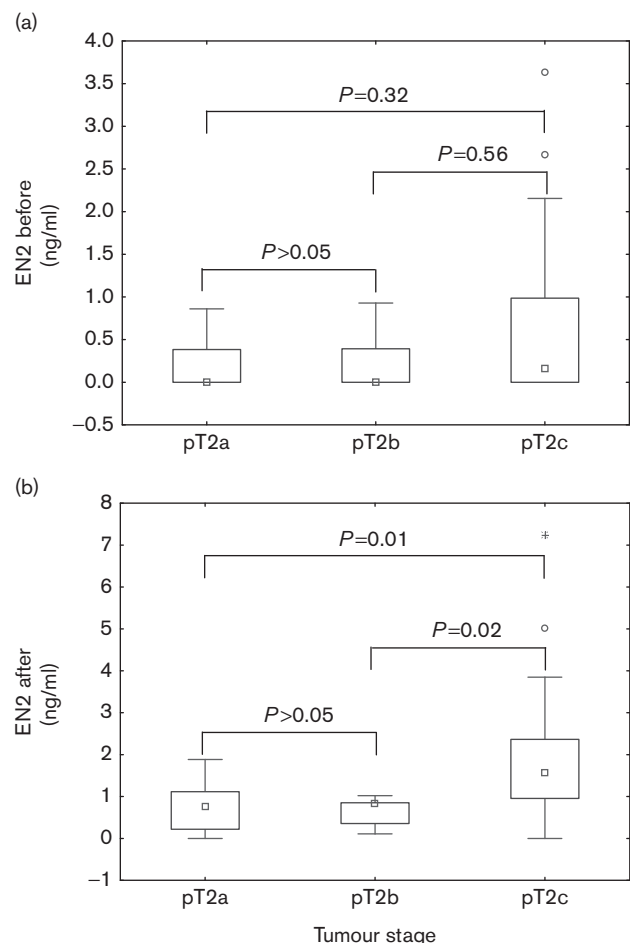 (a)
4.0
3.5
3.0
2.5
2.0
1.5
1.0
0.5
0.0
−0.5
EN2 before
(ng/ml)
P=0.32
P=0.56
P>0.05
pT2a pT2b pT2c
(b)
8
7
6
5
4
3
2
1
0
−1
EN2 after
(ng/ml)
P=0.01
P=0.02
P>0.05
pT2a pT2b pT2c
Tumour stage